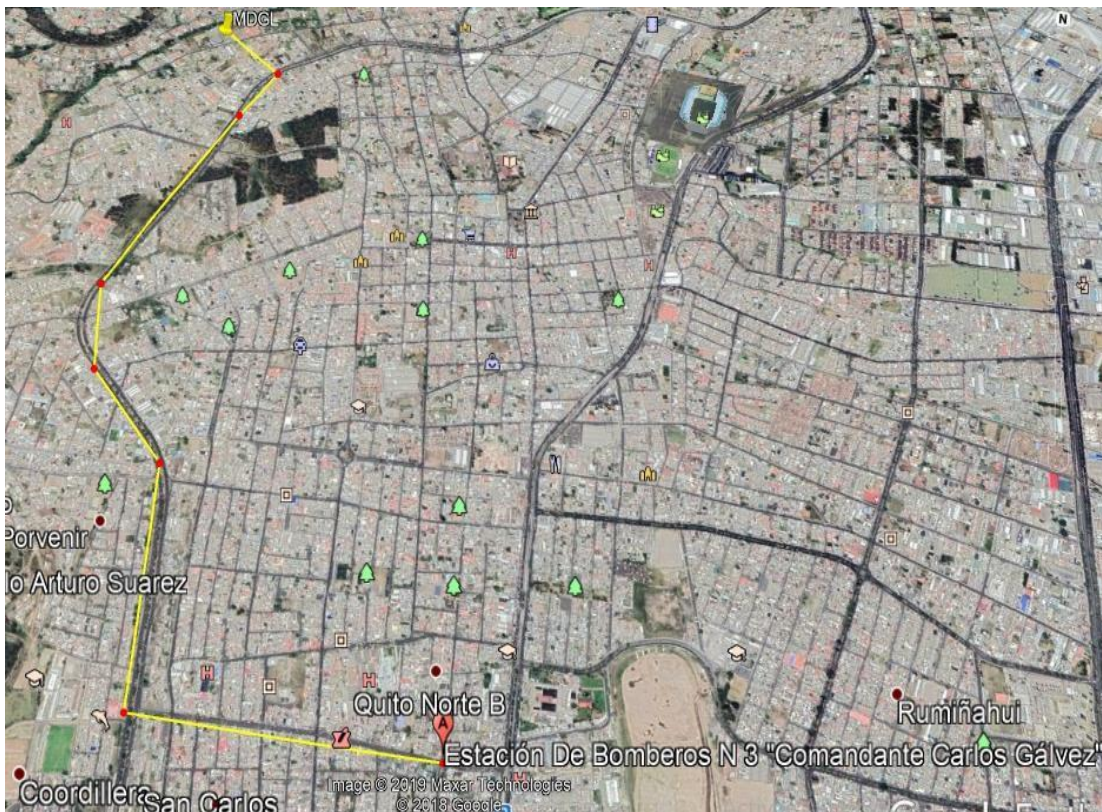 MDGL
N
H
H
H
Porvenir
lo Arturo Suarez
H
H
Quito Norte B
Rumiñahui
A
Estación De Bomberos N 3 "Comandante Carlos Gálvez"
H
Image © 2019 Maxar Technologies
© 2018 Google
Coordillera
San Carlos